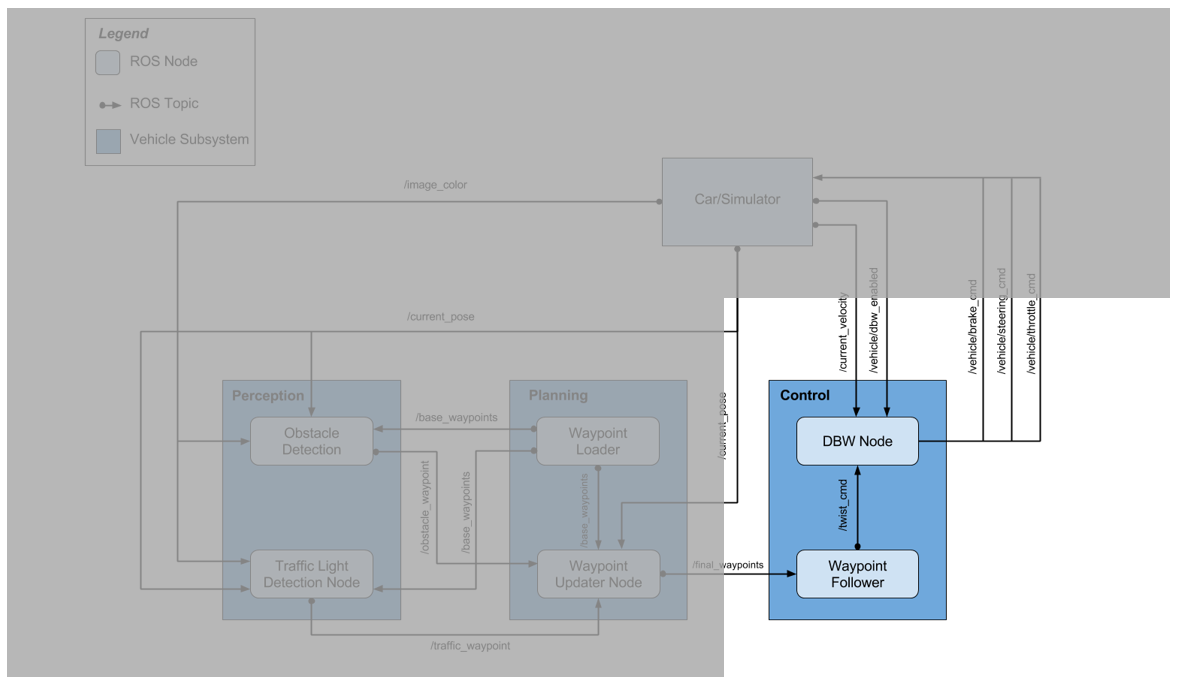 Legend
ROS Node
ROS Topic
Vehicle Subsystem
/image_color
Car/Simulator
/current_velocity
/vehicle/dbw_enabled
/vehicle/brake_cmd
/vehicle/steering_cmd
/vehicle/throttle_cmd
/current_pose
Perception
Planning
Control
/base_waypoints
Obstacle
Detection
Waypoint
Loader
/current_pose
DBW Node
/obstacle_waypoint
/base_waypoints
/base_waypoints
/twist_cmd
Traffic Light
Detection Node
Waypoint
Updater Node
/final_waypoints
Waypoint
Follower
/traffic_waypoint